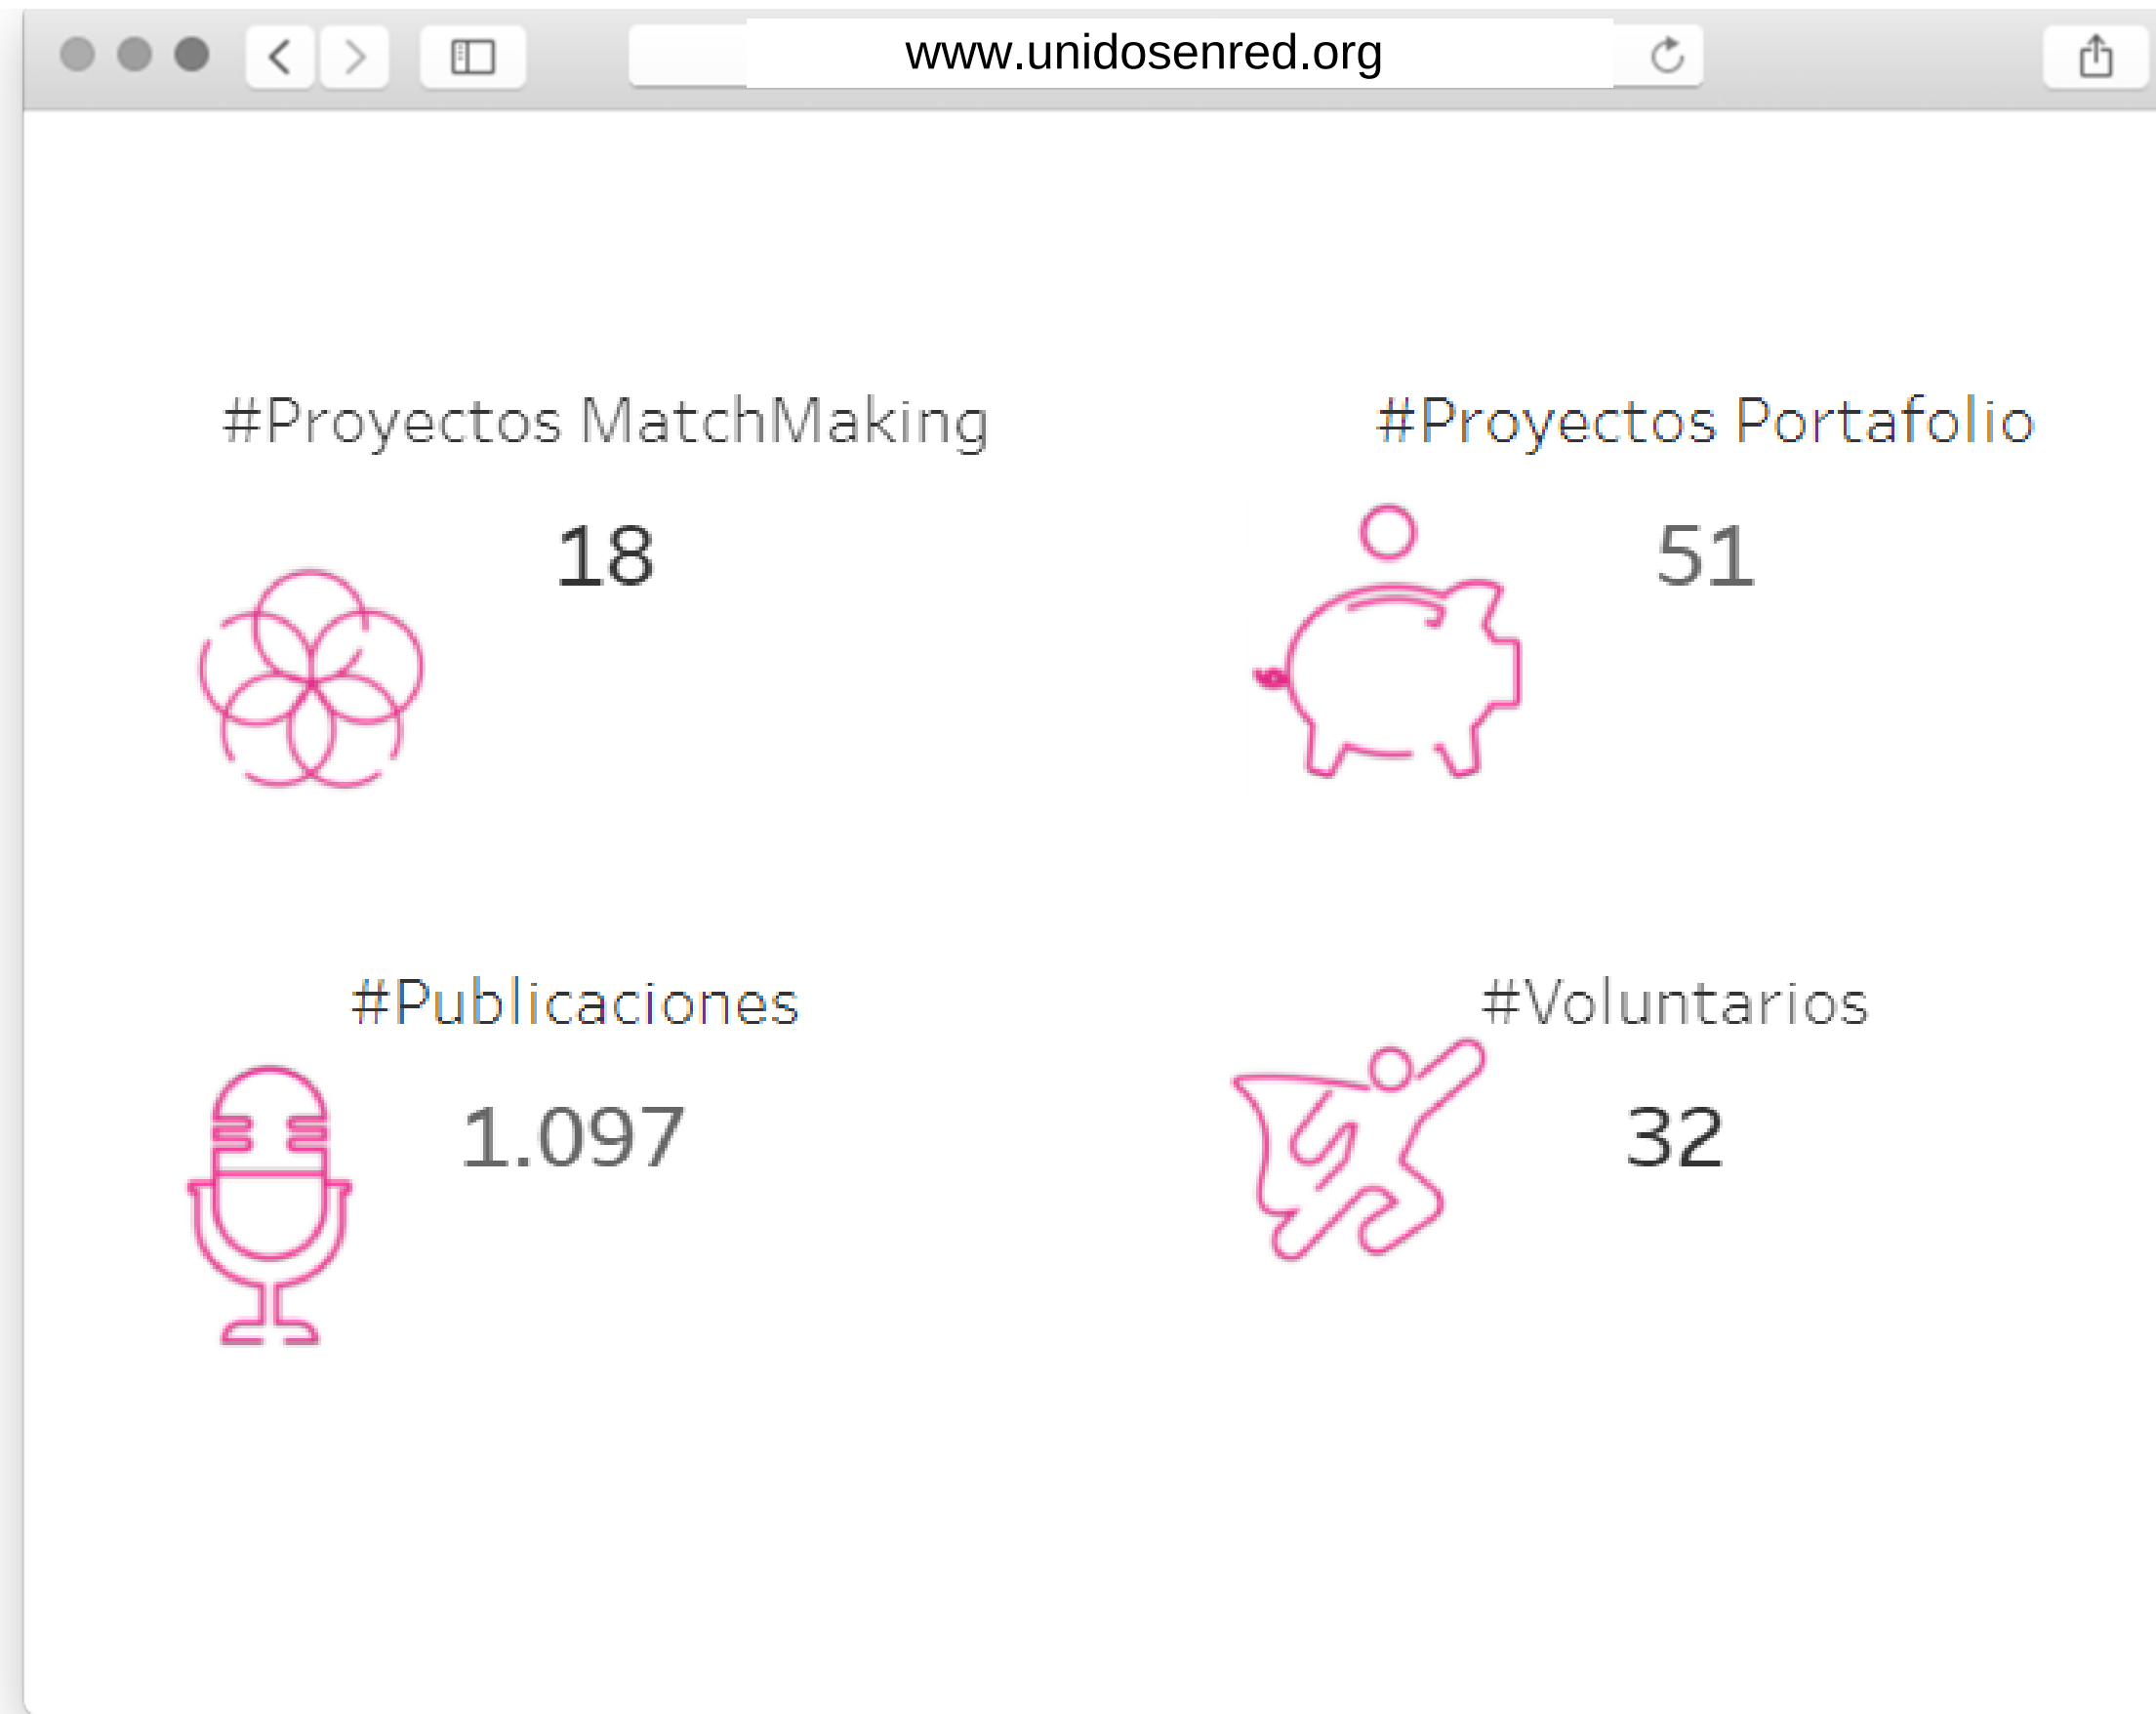 www.unidosenred.org
#Proyectos MatchMaking
18
#Proyectos Portafolio
51
#Publicaciones
1.097
#Voluntarios
32